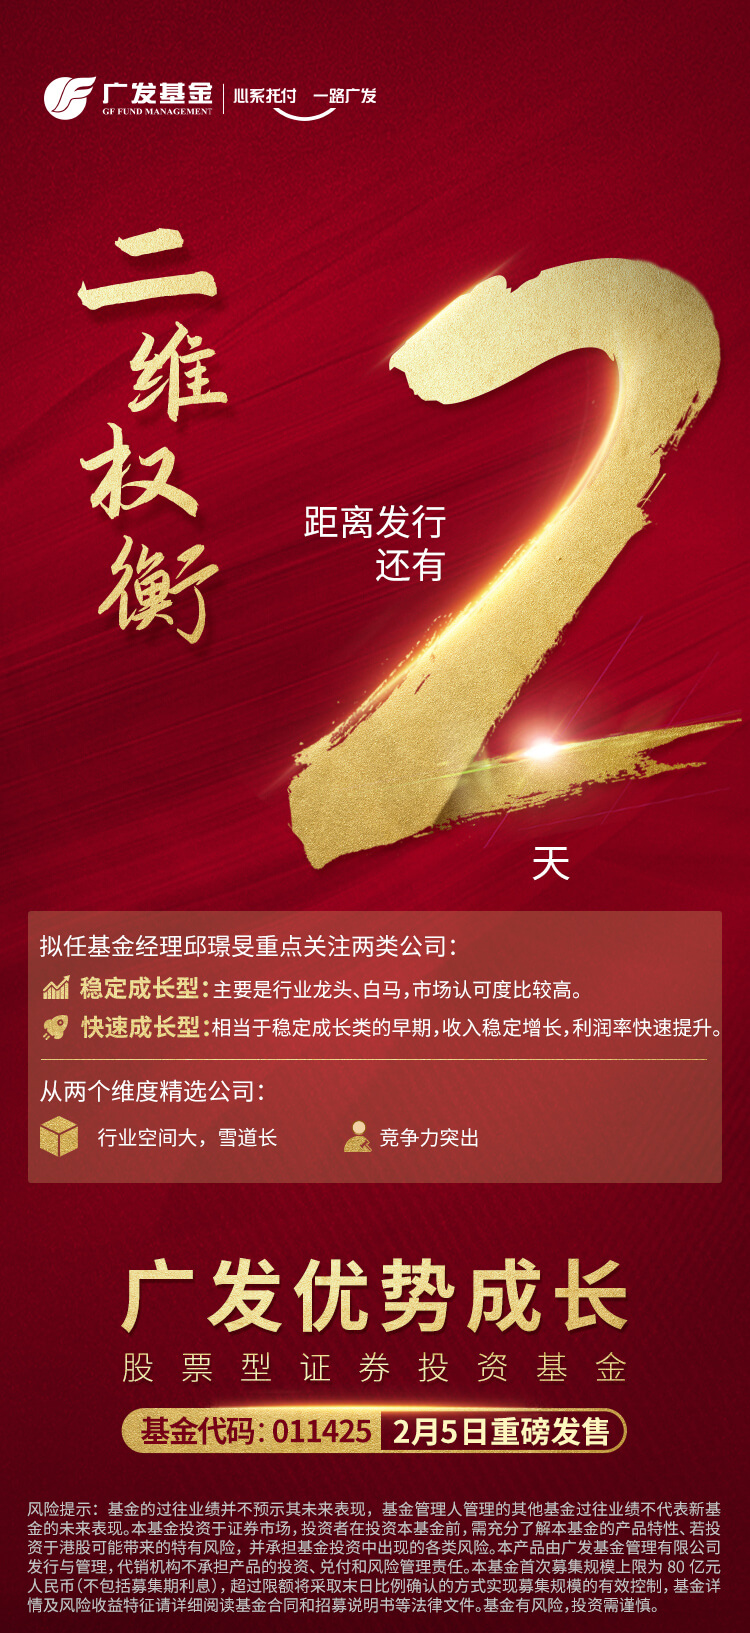 广发基金
GF FUND MANAGEMENT
心系托付 一路广发
二维权衡
距离发行
还有
2
天
拟任基金经理邱璟旻重点关注两类公司：
稳定成长型：主要是行业龙头、白马，市场认可度比较高。
快速成长型：相当于稳定成长类的早期，收入稳定增长，利润率快速提升。
从两个维度精选公司：
行业空间大，雪道长
竞争力突出
广发优势成长
股票型证券投资基金
基金代码：011425 2月5日重磅发售
风险提示：基金的过往业绩并不预示其未来表现，基金管理人管理的其他基金过往业绩不代表新基
金的未来表现。本基金投资于证券市场，投资者在投资本基金前，需充分了解本基金的产品特性、若投
资于港股可能带来的特有风险，并承担基金投资中出现的各类风险。本产品由广发基金管理有限公司
发行与管理，代销机构不承担产品的投资、兑付和风险管理责任。本基金首次募集规模上限为 80 亿元
人民币（不包括募集期利息），超过限额将采取末日比例确认的方式实现募集规模的有效控制，基金详
情及风险收益特征请详细阅读基金合同和招募说明书等法律文件。基金有风险，投资需谨慎。